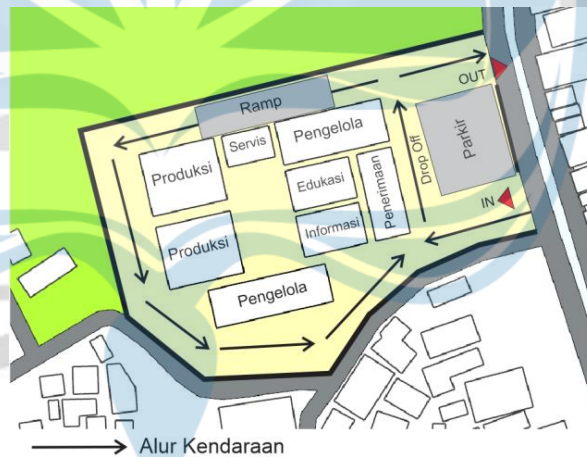 OUT
Ramp
Servis
Pengelola
Produksi
Edukasi
Penerimaan
Drop Off
Parkir
IN
Produksi
Informasi
Pengelola
Alur Kendaraan